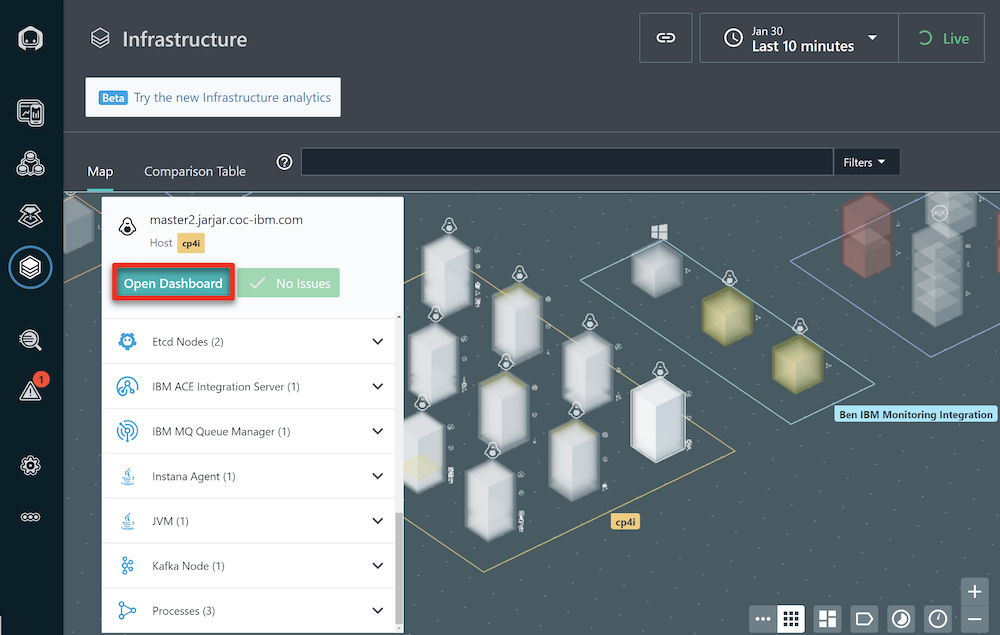 Infrastructure
Jan 30
Last 10 minutes
Live
Beta Try the new Infrastructure analytics
Map
Comparison Table
?
Filters
master2.jarjar.coc-ibm.com
Host cp4i
Open Dashboard
No Issues
Etcd Nodes (2)
IBM ACE Integration Server (1)
IBM MQ Queue Manager (1)
Instana Agent (1)
JVM (1)
Kafka Node (1)
Processes (3)
1
AIX
Ben IBM Monitoring Integration
cp4i